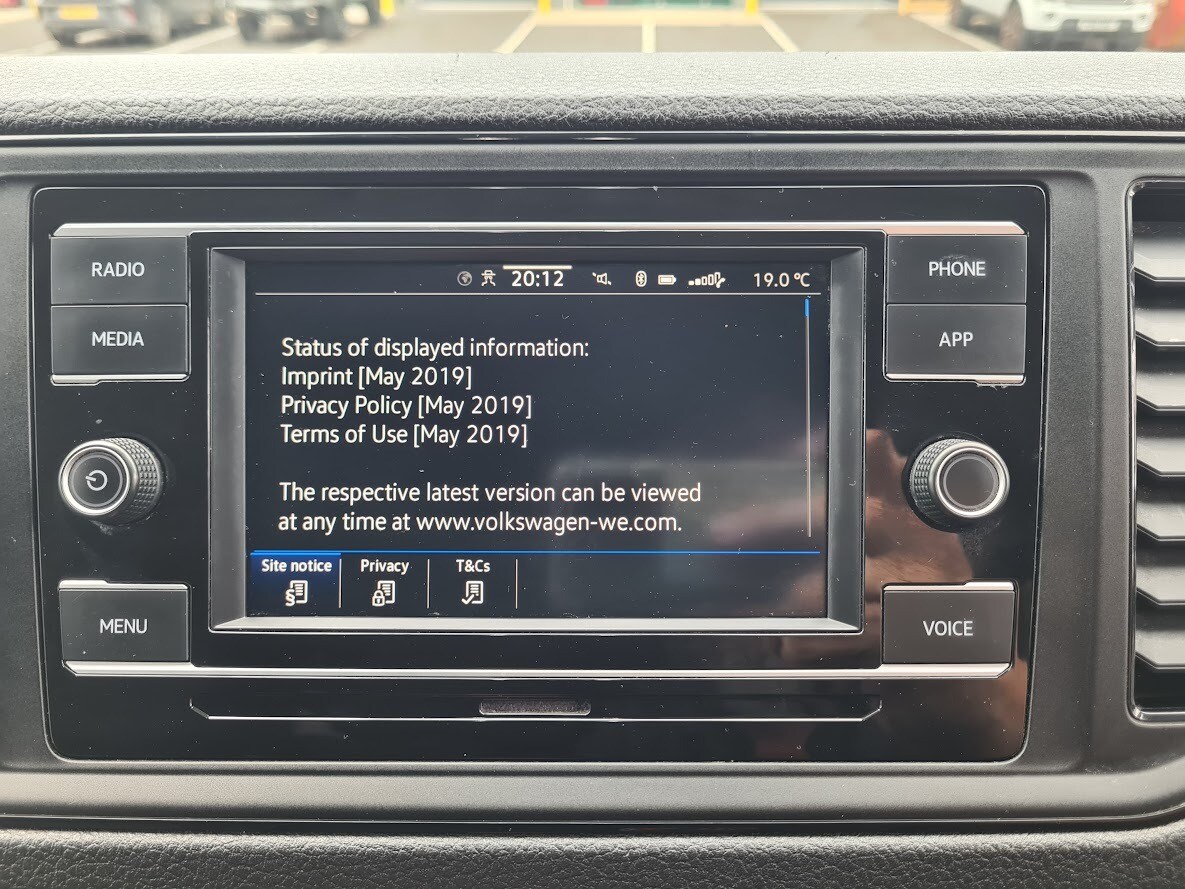 RADIO
MEDIA
MENU
20:12
19.0 °C
Status of displayed information:
Imprint [May 2019]
Privacy Policy [May 2019]
Terms of Use [May 2019]
The respective latest version can be viewed
at any time at www.volkswagen-we.com.
Site notice
Privacy
T&Cs
PHONE
APP
VOICE